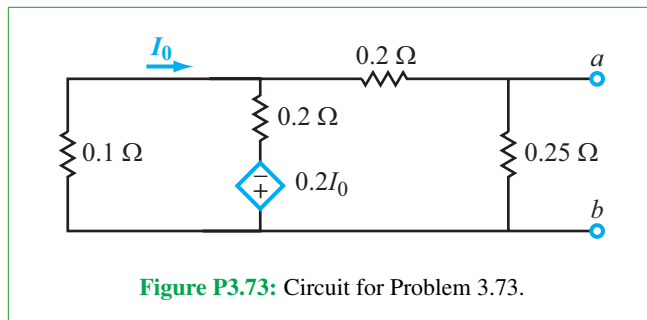 I₀
0.2 Ω
a
0.2 Ω
0.1 Ω
0.25 Ω
−
+
0.2I₀
b
Figure P3.73: Circuit for Problem 3.73.